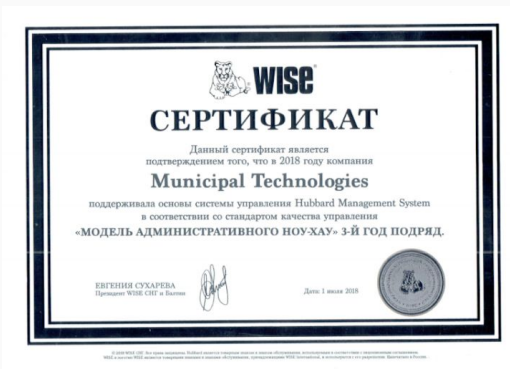 WISE
СЕРТИФИКАТ
Данный сертификат является
подтверждением того, что в 2018 году компания
Municipal Technologies
поддерживала основы системы управления Hubbard Management System
в соответствии со стандартом качества управления
«МОДЕЛЬ АДМИНИСТРАТИВНОГО НОУ-ХАУ» 3-Й ГОД ПОДРЯД.
ЕВГЕНИЯ СУХАРЕВА
Президент WISE СНГ и Балтии
Дата: 1 июля 2018